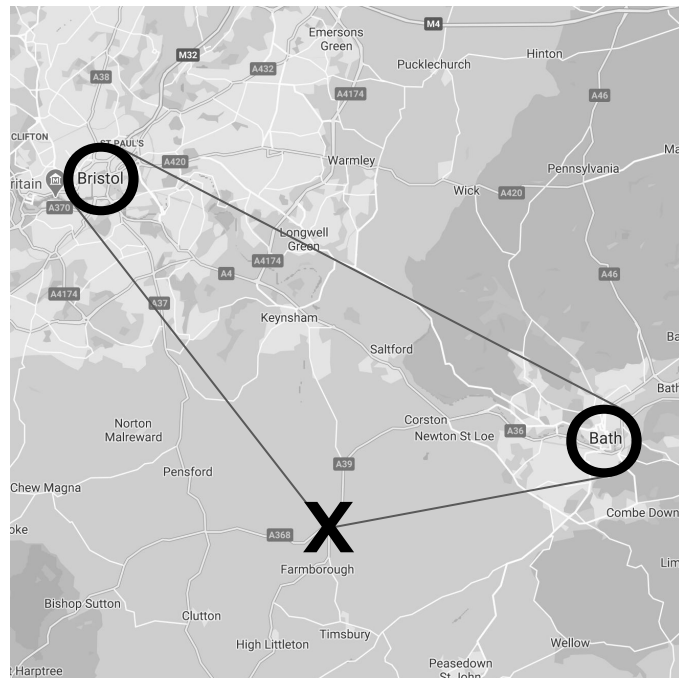 M4
Emersons
Green
Hinton
M32
Pucklechurch
A38
A432
A4174
A46
CLIFTON
ST PAUL'S
Ma
A420
Warmley
Pennsylvania
Bristol
ritain
Wick
A420
A370
Longwell
Green
A4174
A4
A46
A4174
A37
Keynsham
Ba
Saltford
Bath
Norton
Malreward
Corston
A36
Newton St Loe
Bath
A39
Pensford
Chew Magna
Combe Down
oke
X
A368
Farmborough
Lim
Bishop Sutton
Clutton
Timsbury
High Littleton
Wellow
t Harptree
Peasedown
St John